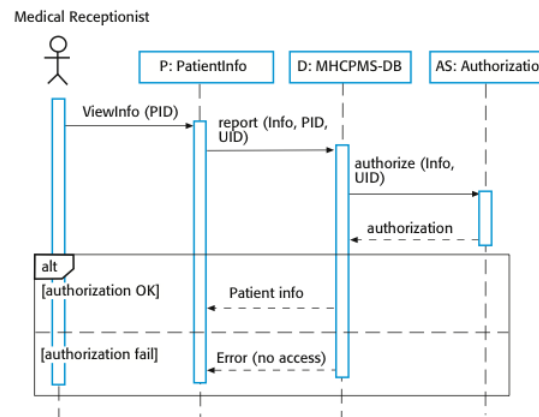 Medical Receptionist
P: PatientInfo
D: MHCPMS-DB
AS: Authorizatio
ViewInfo (PID)
report (Info, PID,
UID)
authorize (Info,
UID)
authorization
alt
[authorization OK]
Patient info
[authorization fail]
Error (no access)